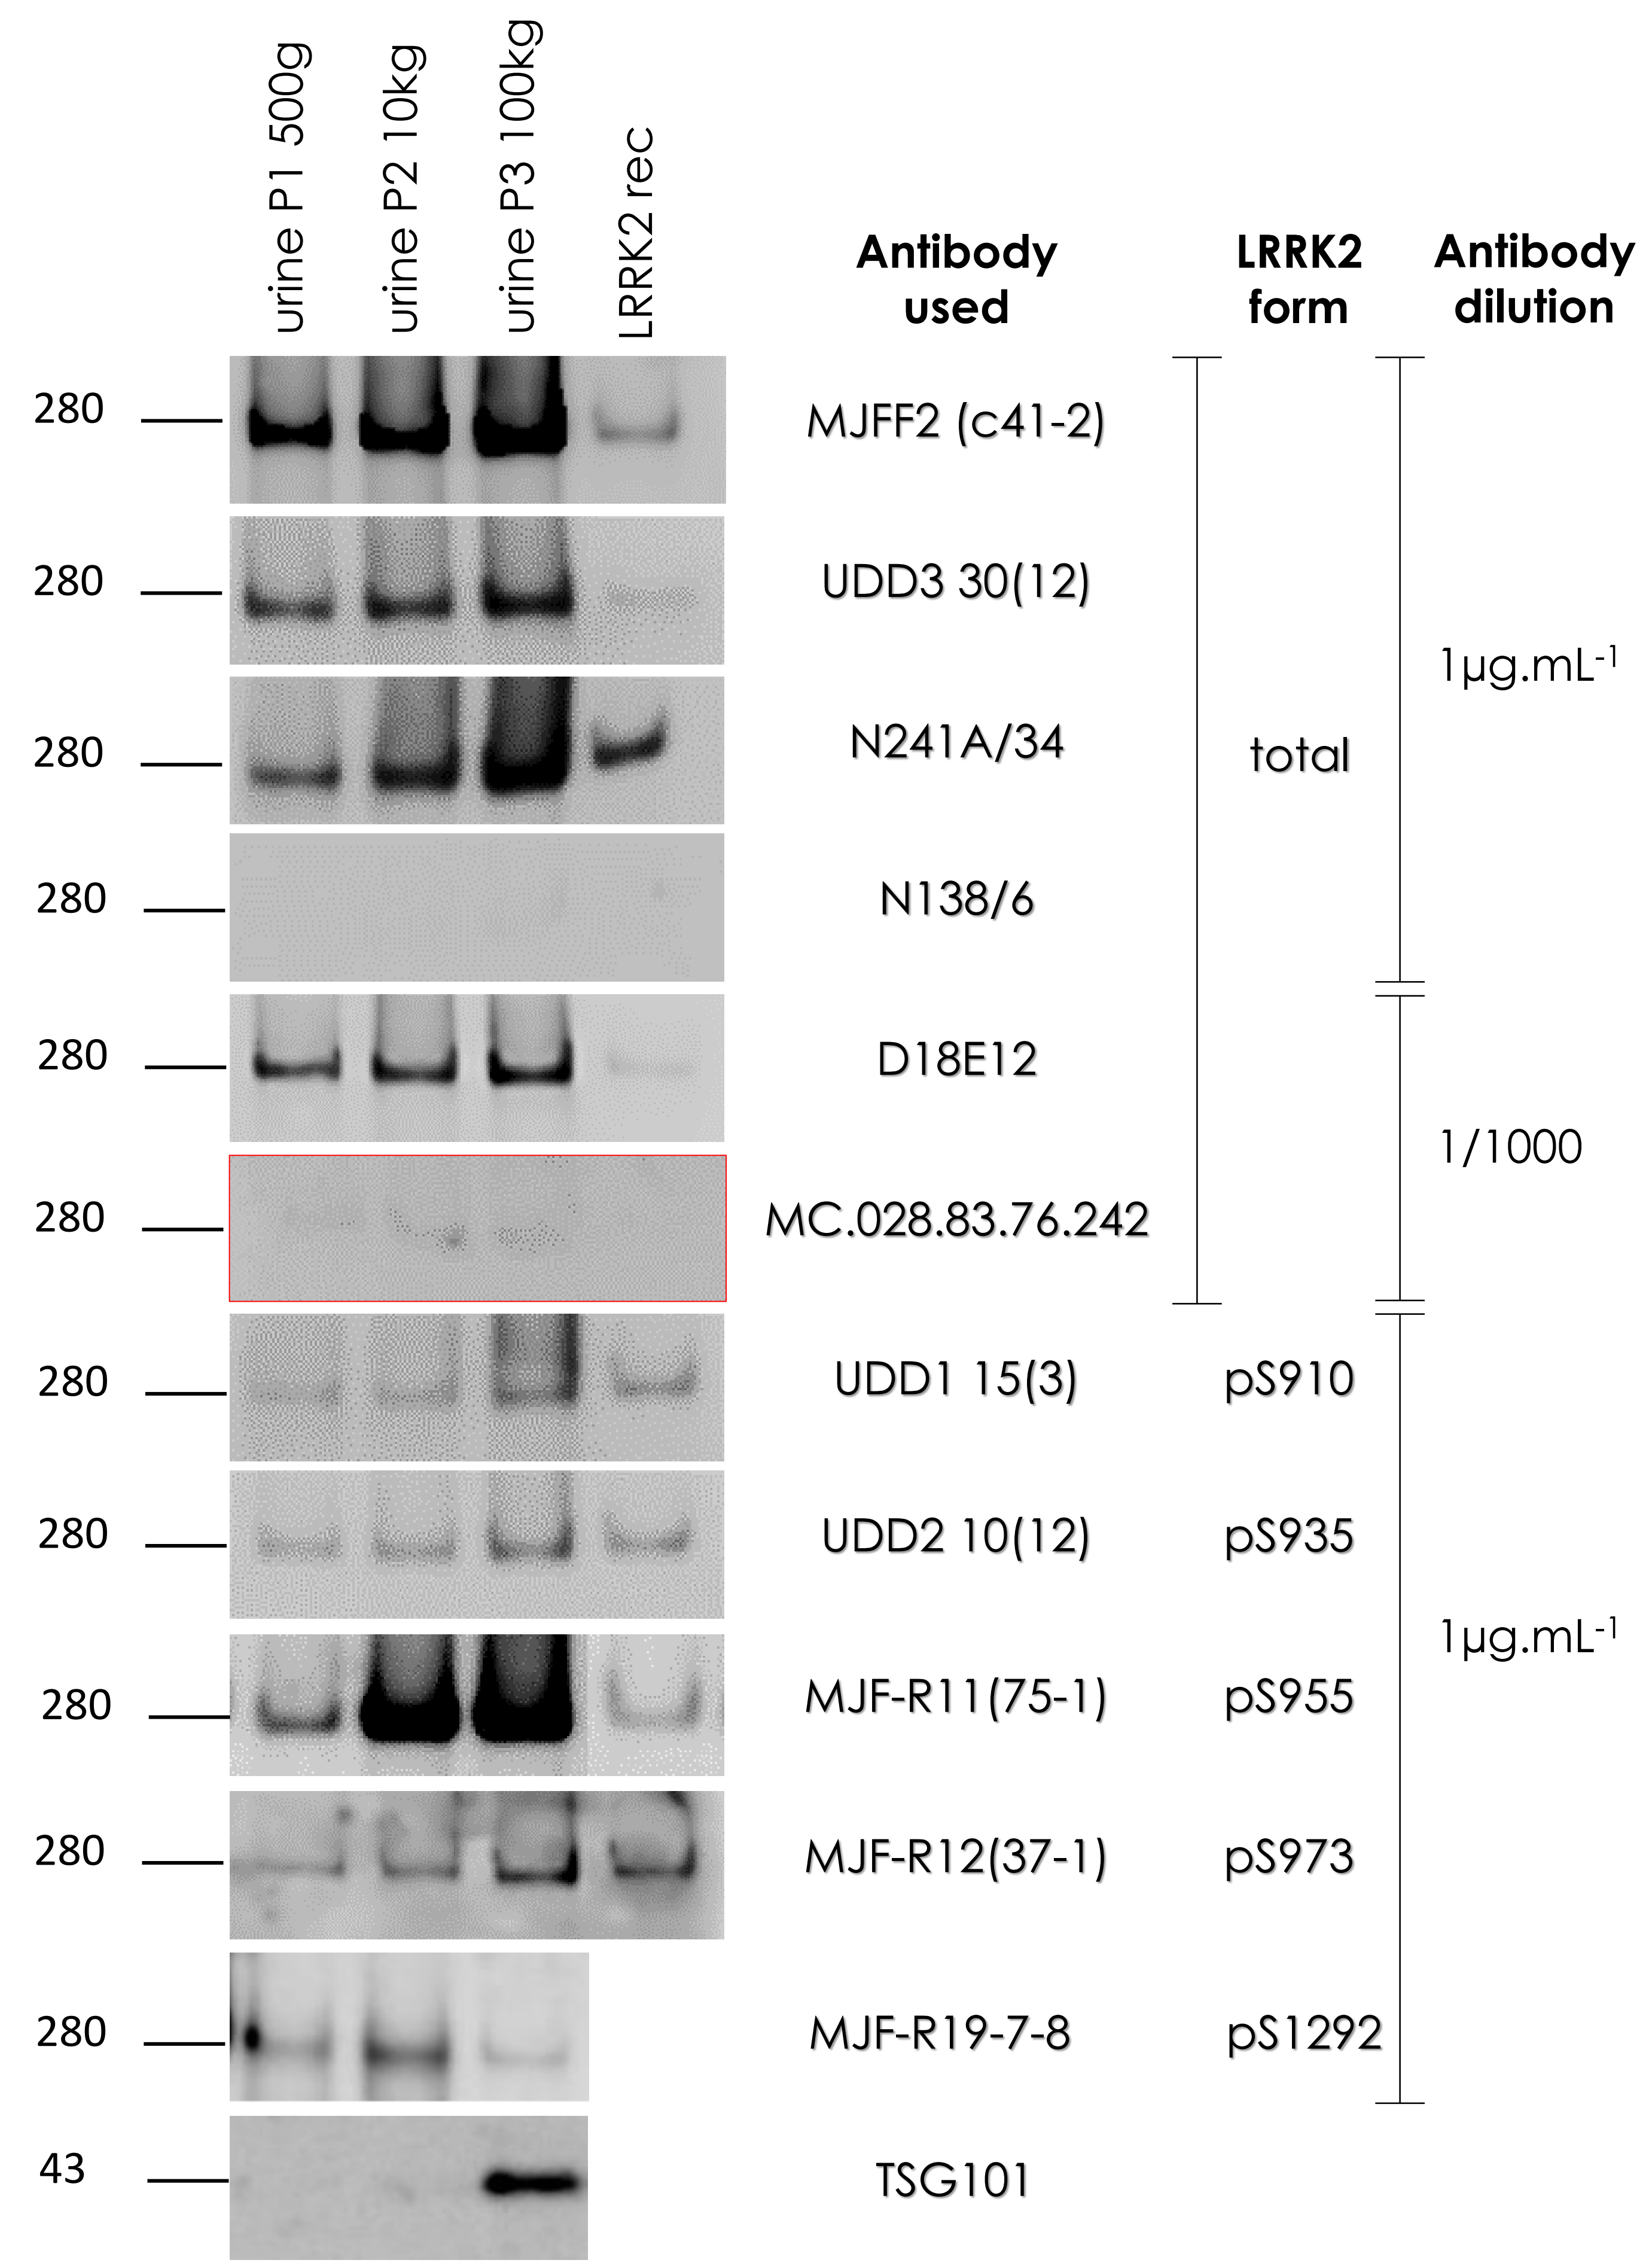 urine P1 500g
urine P2 10kg
urine P3 100kg
LRRK2 rec
Antibody used
LRRK2 form
Antibody dilution
280
MJFF2 (c41-2)
280
UDD3 30(12)
1µg.mL-1
280
N241A/34
total
280
N138/6
280
D18E12
1/1000
280
MC.028.83.76.242
280
UDD1 15(3)
pS910
280
UDD2 10(12)
pS935
1µg.mL-1
280
MJF-R11(75-1)
pS955
280
MJF-R12(37-1)
pS973
280
MJF-R19-7-8
pS1292
43
TSG101